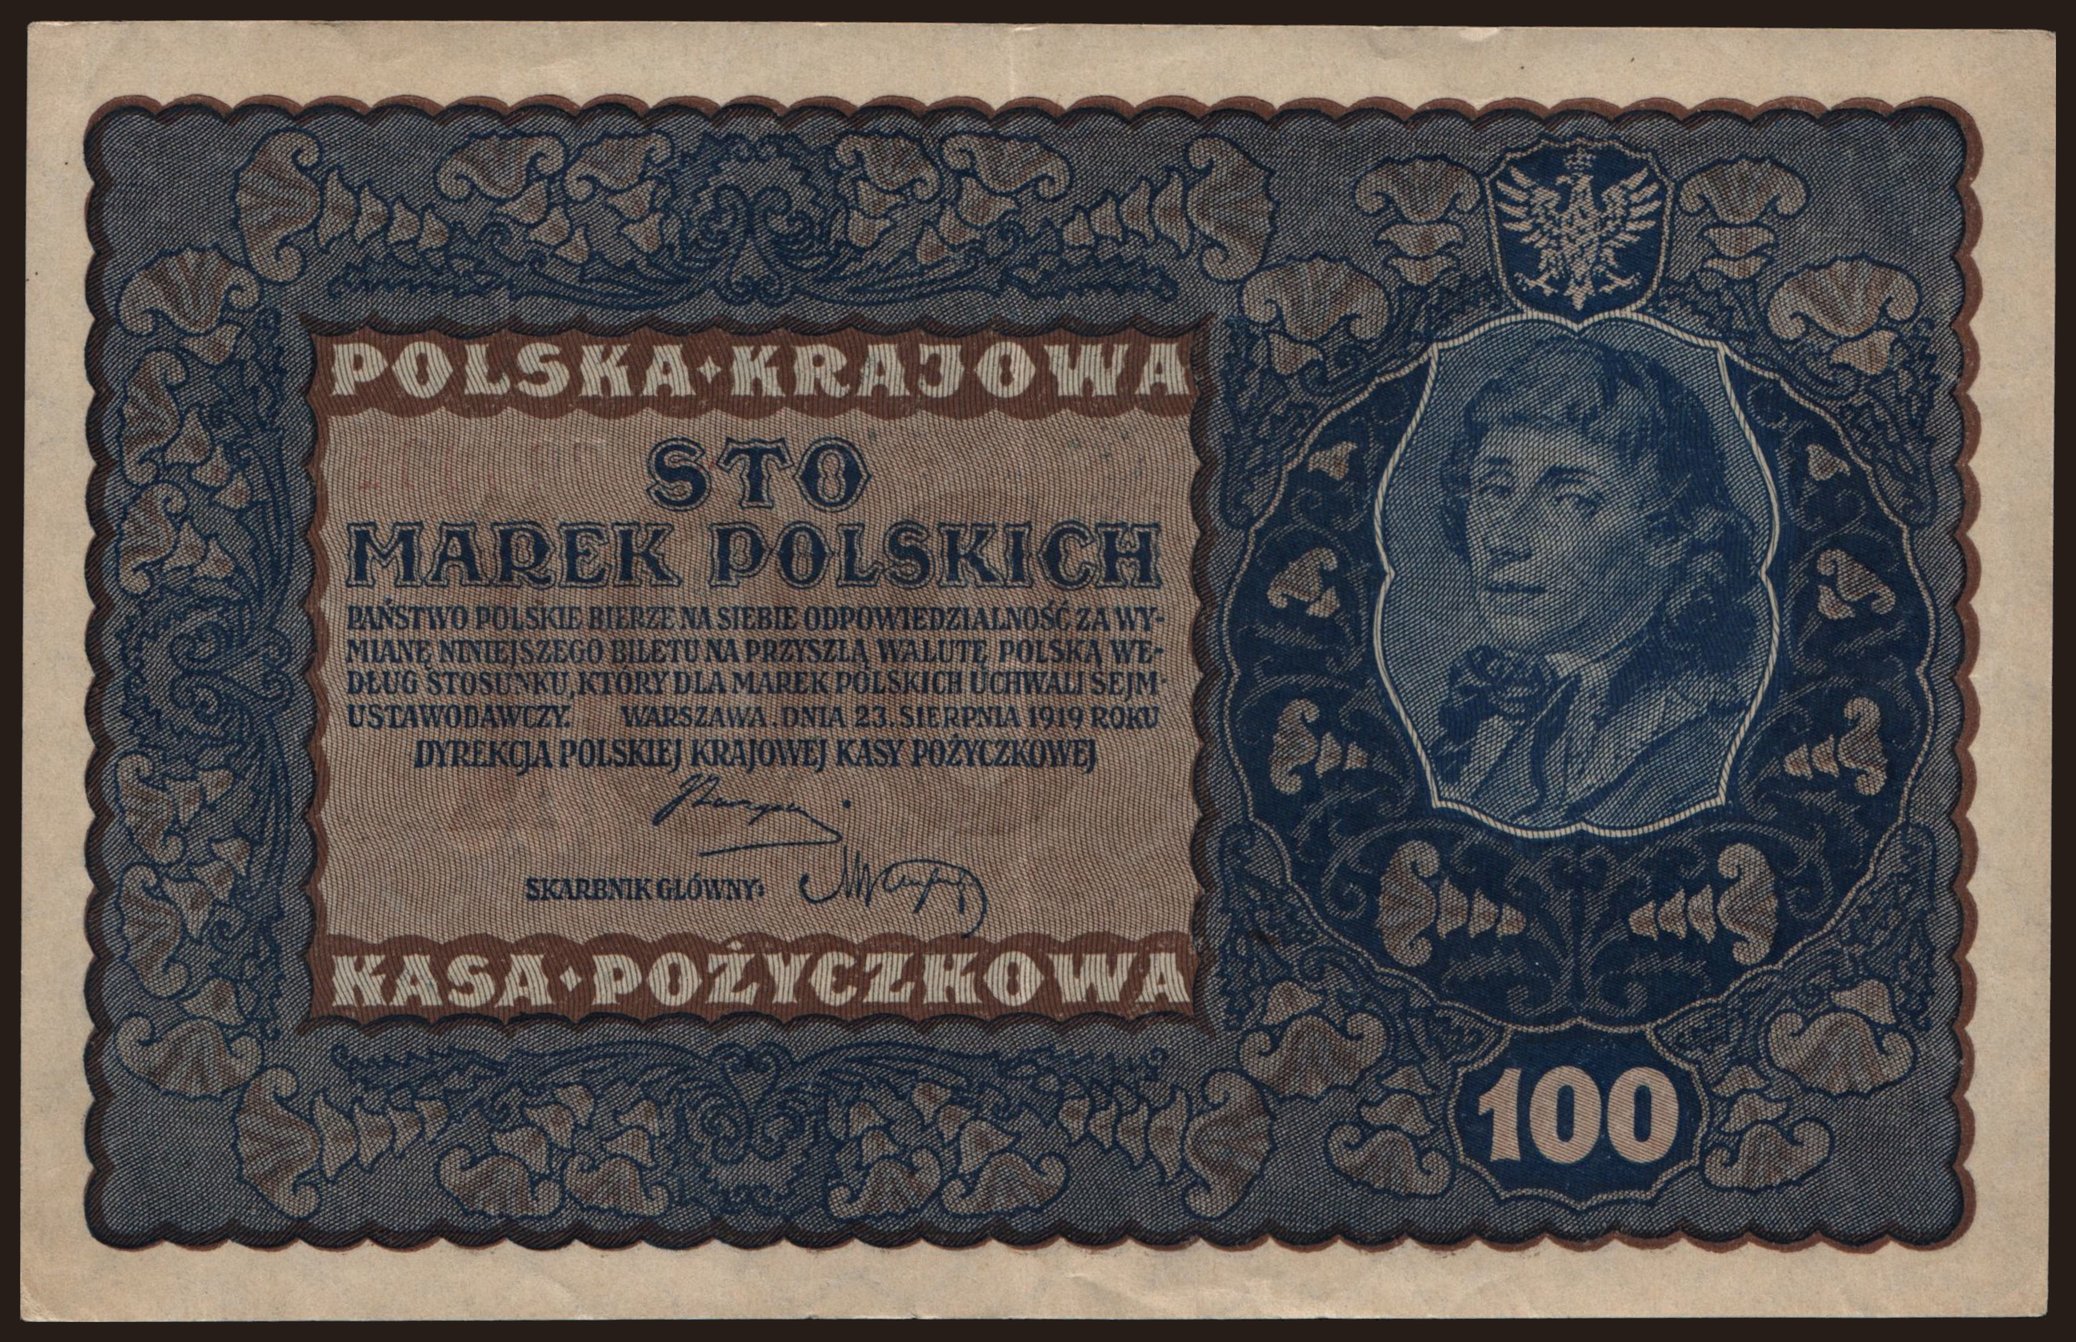 POLSKA·KRAJOWA
STO
MAREK POLSKICH
PAŃSTWO POLSKIE BIERZE NA SIEBIE ODPOWIEDZIALNOŚĆ ZA WY-
MIANĘ NINIEJSZEGO BILETU NA PRZYSZŁĄ WALUTĘ POLSKĄ WE-
DŁUG STOSUNKU, KTÓRY DLA MAREK POLSKICH UCHWALI SEJM
USTAWODAWCZY. WARSZAWA. DNIA 23. SIERPNIA 1919 ROKU
DYREKCJA POLSKIEJ KRAJOWEJ KASY POŻYCZKOWEJ
SKARBNIK GŁÓWNY:
KASA·POŻYCZKOWA
100